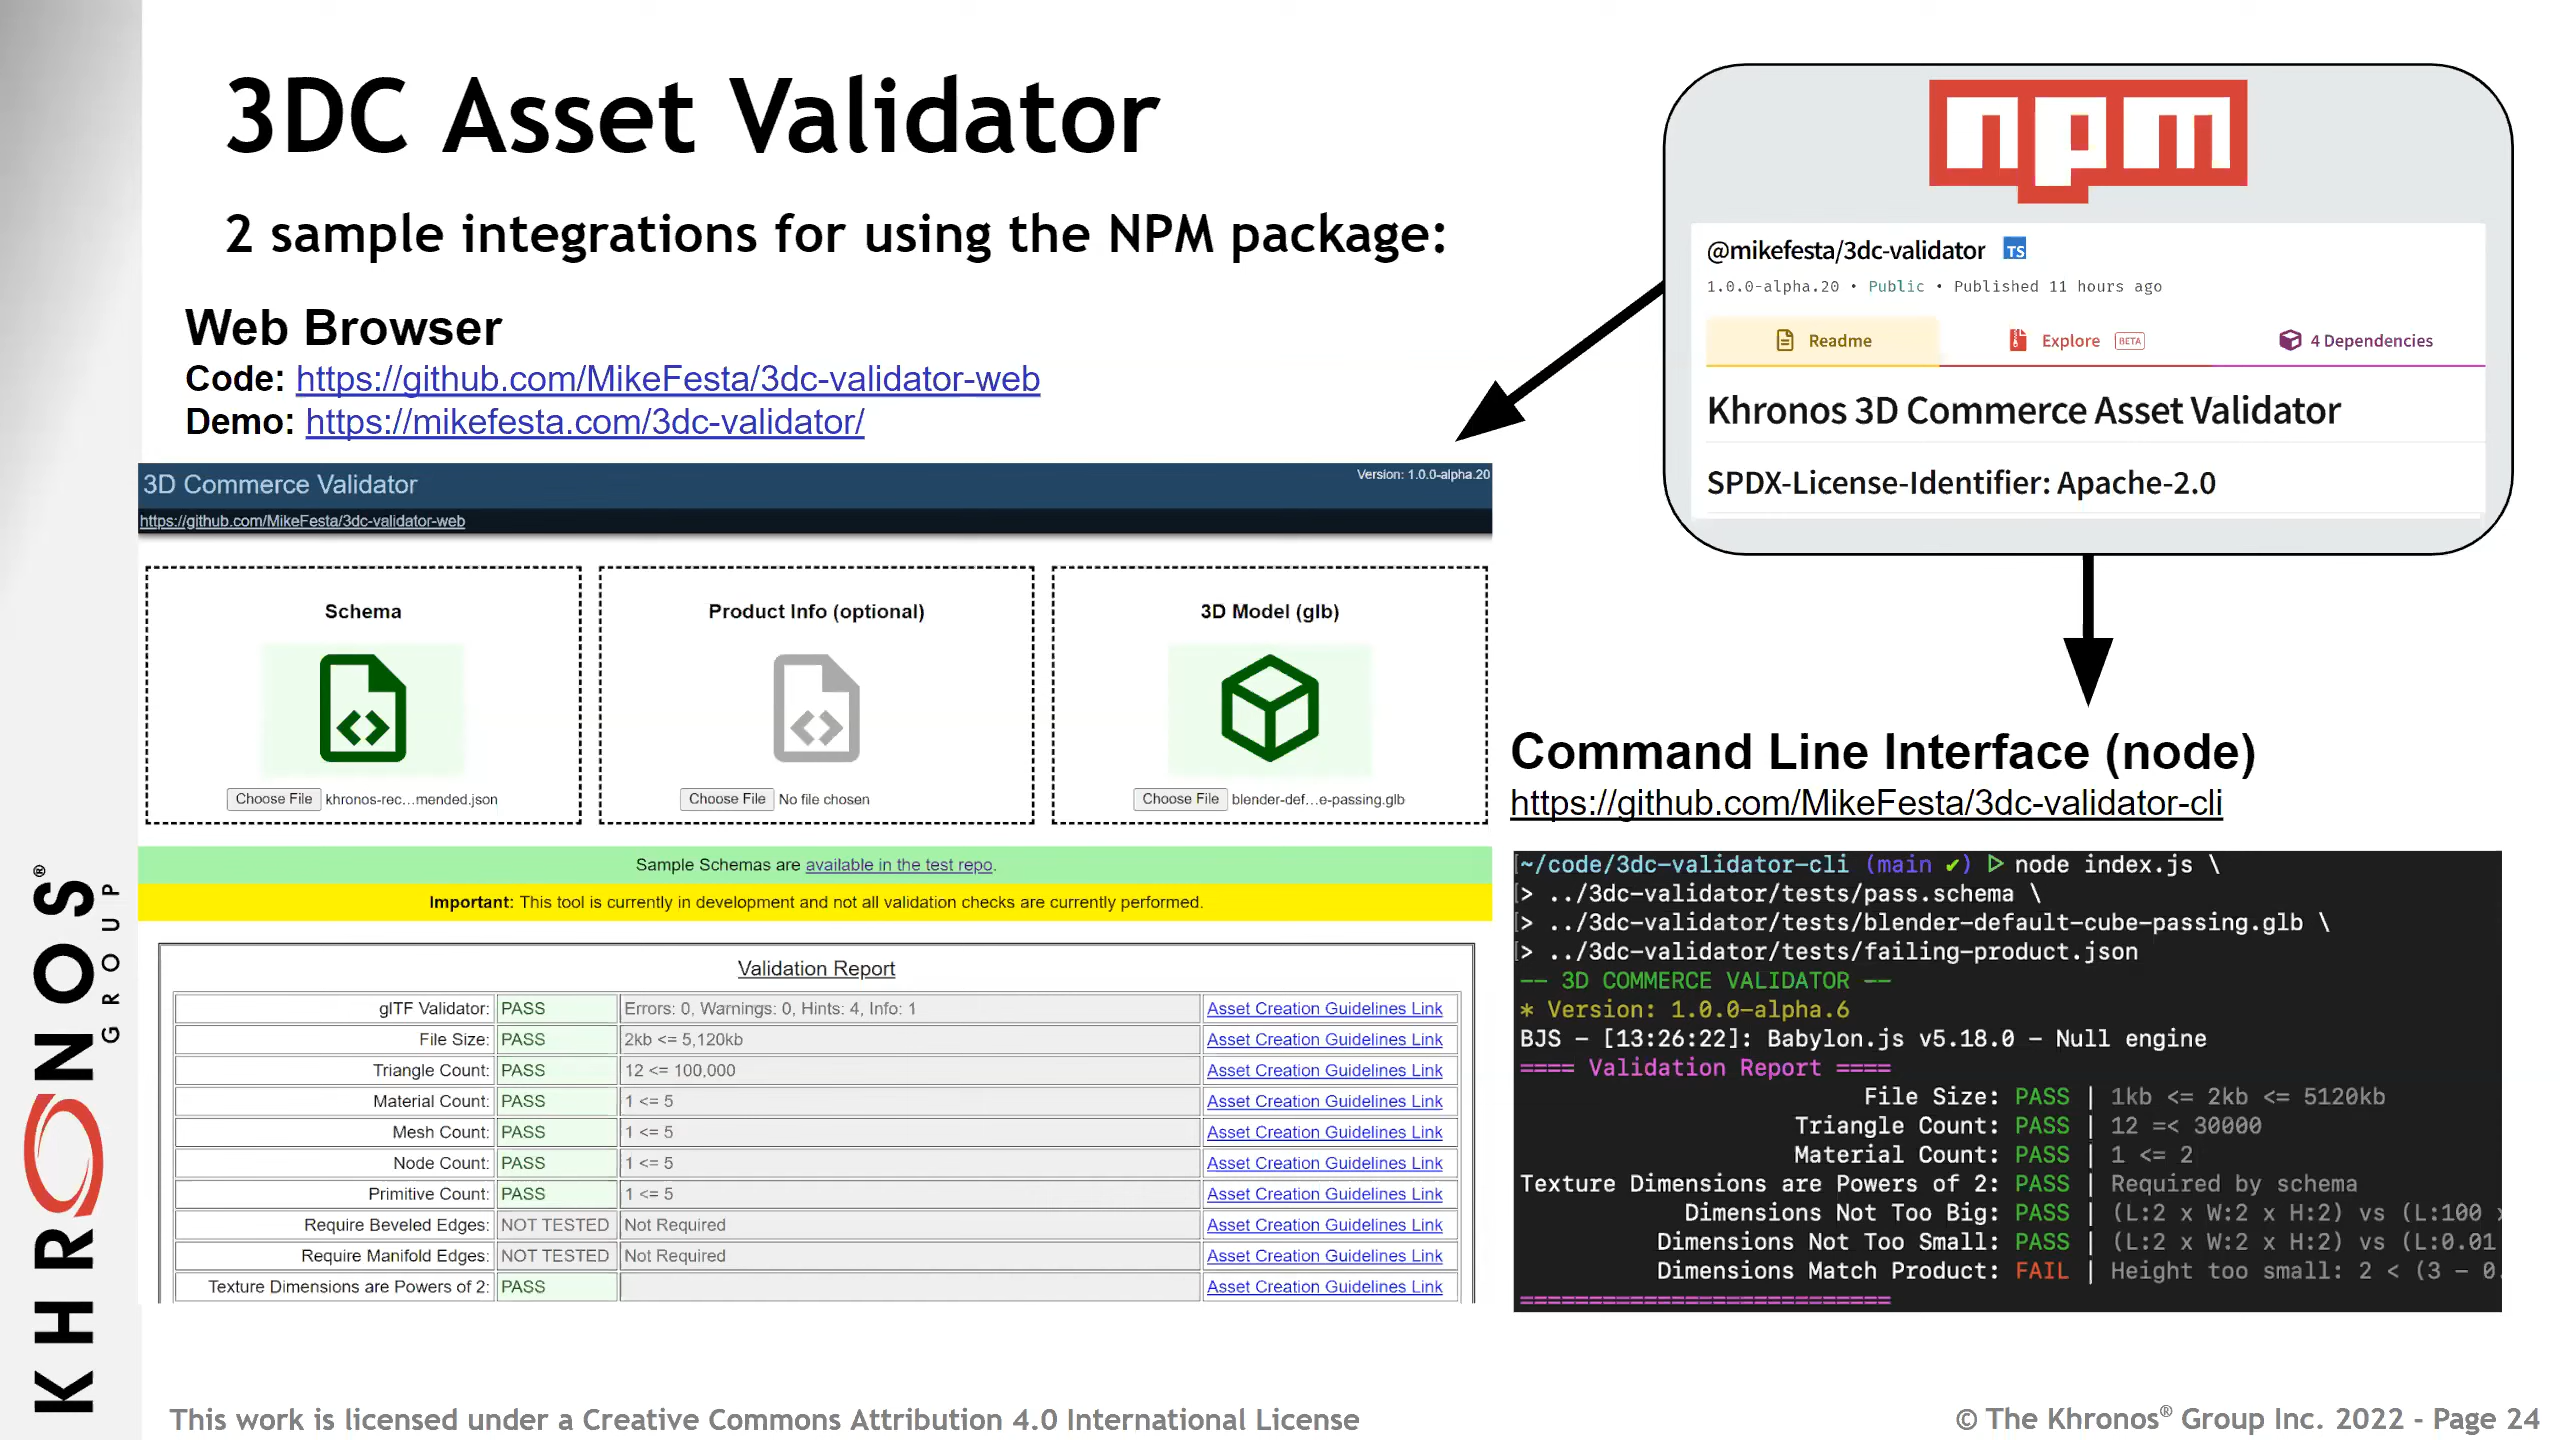 3DC Asset Validator
2 sample integrations for using the NPM package:
Web Browser
Code: https://github.com/MikeFesta/3dc-validator-web
Demo: https://mikefesta.com/3dc-validator/
npm
@mikefesta/3dc-validator TS
1.0.0-alpha.20 • Public • Published 11 hours ago
Readme
Explore BETA
4 Dependencies
Khronos 3D Commerce Asset Validator
SPDX-License-Identifier: Apache-2.0
3D Commerce Validator
Version: 1.0.0-alpha.20
https://github.com/MikeFesta/3dc-validator-web
Schema
Choose File khronos-rec...mended.json
Product Info (optional)
Choose File No file chosen
3D Model (glb)
Choose File blender-def...e-passing.glb
Sample Schemas are available in the test repo.
Important: This tool is currently in development and not all validation checks are currently performed.
Validation Report
glTF Validator: PASS Errors: 0, Warnings: 0, Hints: 4, Info: 1 Asset Creation Guidelines Link
File Size: PASS 2kb <= 5,120kb Asset Creation Guidelines Link
Triangle Count: PASS 12 <= 100,000 Asset Creation Guidelines Link
Material Count: PASS 1 <= 5 Asset Creation Guidelines Link
Mesh Count: PASS 1 <= 5 Asset Creation Guidelines Link
Node Count: PASS 1 <= 5 Asset Creation Guidelines Link
Primitive Count: PASS 1 <= 5 Asset Creation Guidelines Link
Require Beveled Edges: NOT TESTED Not Required Asset Creation Guidelines Link
Require Manifold Edges: NOT TESTED Not Required Asset Creation Guidelines Link
Texture Dimensions are Powers of 2: PASS Asset Creation Guidelines Link
Command Line Interface (node)
https://github.com/MikeFesta/3dc-validator-cli
[~/code/3dc-validator-cli (main ✔) ▷ node index.js \
[> ../3dc-validator/tests/pass.schema \
[> ../3dc-validator/tests/blender-default-cube-passing.glb \
[> ../3dc-validator/tests/failing-product.json
—— 3D COMMERCE VALIDATOR ——
* Version: 1.0.0-alpha.6
BJS - [13:26:22]: Babylon.js v5.18.0 - Null engine
==== Validation Report ====
File Size: PASS | 1kb <= 2kb <= 5120kb
Triangle Count: PASS | 12 =< 30000
Material Count: PASS | 1 <= 2
Texture Dimensions are Powers of 2: PASS | Required by schema
Dimensions Not Too Big: PASS | (L:2 x W:2 x H:2) vs (L:100 x
Dimensions Not Too Small: PASS | (L:2 x W:2 x H:2) vs (L:0.01
Dimensions Match Product: FAIL | Height too small: 2 < (3 - 0.
===========================
KHRONOS®
GROUP
This work is licensed under a Creative Commons Attribution 4.0 International License
© The Khronos® Group Inc. 2022 - Page 24